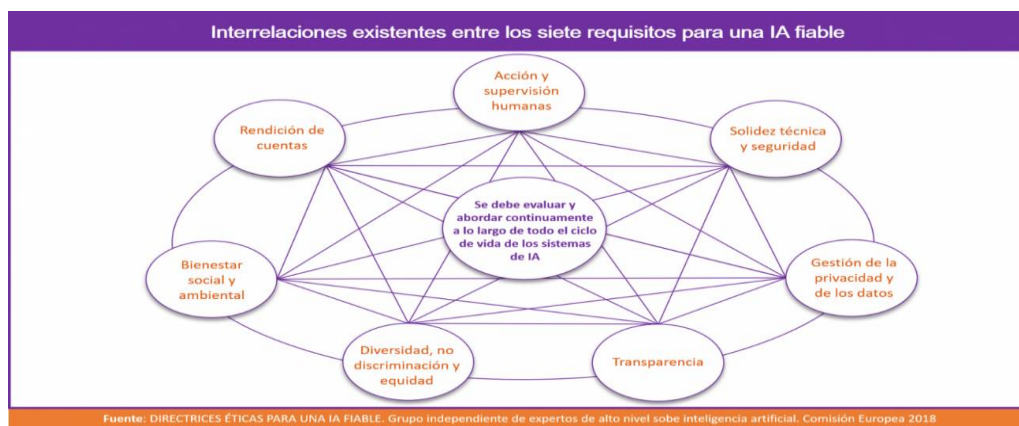 Interrelaciones existentes entre los siete requisitos para una IA fiable
Acción y
supervisión
humanas
Rendición de
cuentas
Solidez técnica
y seguridad
Se debe evaluar y
abordar continuamente
a lo largo de todo el ciclo
de vida de los sistemas
de IA
Bienestar
social y
ambiental
Gestión de la
privacidad y
de los datos
Diversidad, no
discriminación y
equidad
Transparencia
Fuente: DIRECTRICES ÉTICAS PARA UNA IA FIABLE. Grupo independiente de expertos de alto nivel sobe inteligencia artificial. Comisión Europea 2018